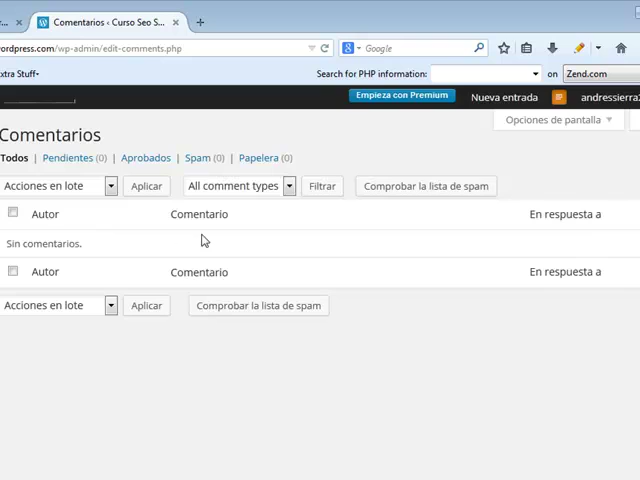 r...
Comentarios ‹ Curso Seo S...
ordpress.com/wp-admin/edit-comments.php
Google
xtra Stuff
Search for PHP information:
on
Zend.com
Empieza con Premium
Nueva entrada
andressierra2
Opciones de pantalla
Comentarios
Todos | Pendientes (0) | Aprobados | Spam (0) | Papelera (0)
Acciones en lote
Aplicar
All comment types
Filtrar
Comprobar la lista de spam
Autor
Comentario
En respuesta a
Sin comentarios.
Autor
Comentario
En respuesta a
Acciones en lote
Aplicar
Comprobar la lista de spam